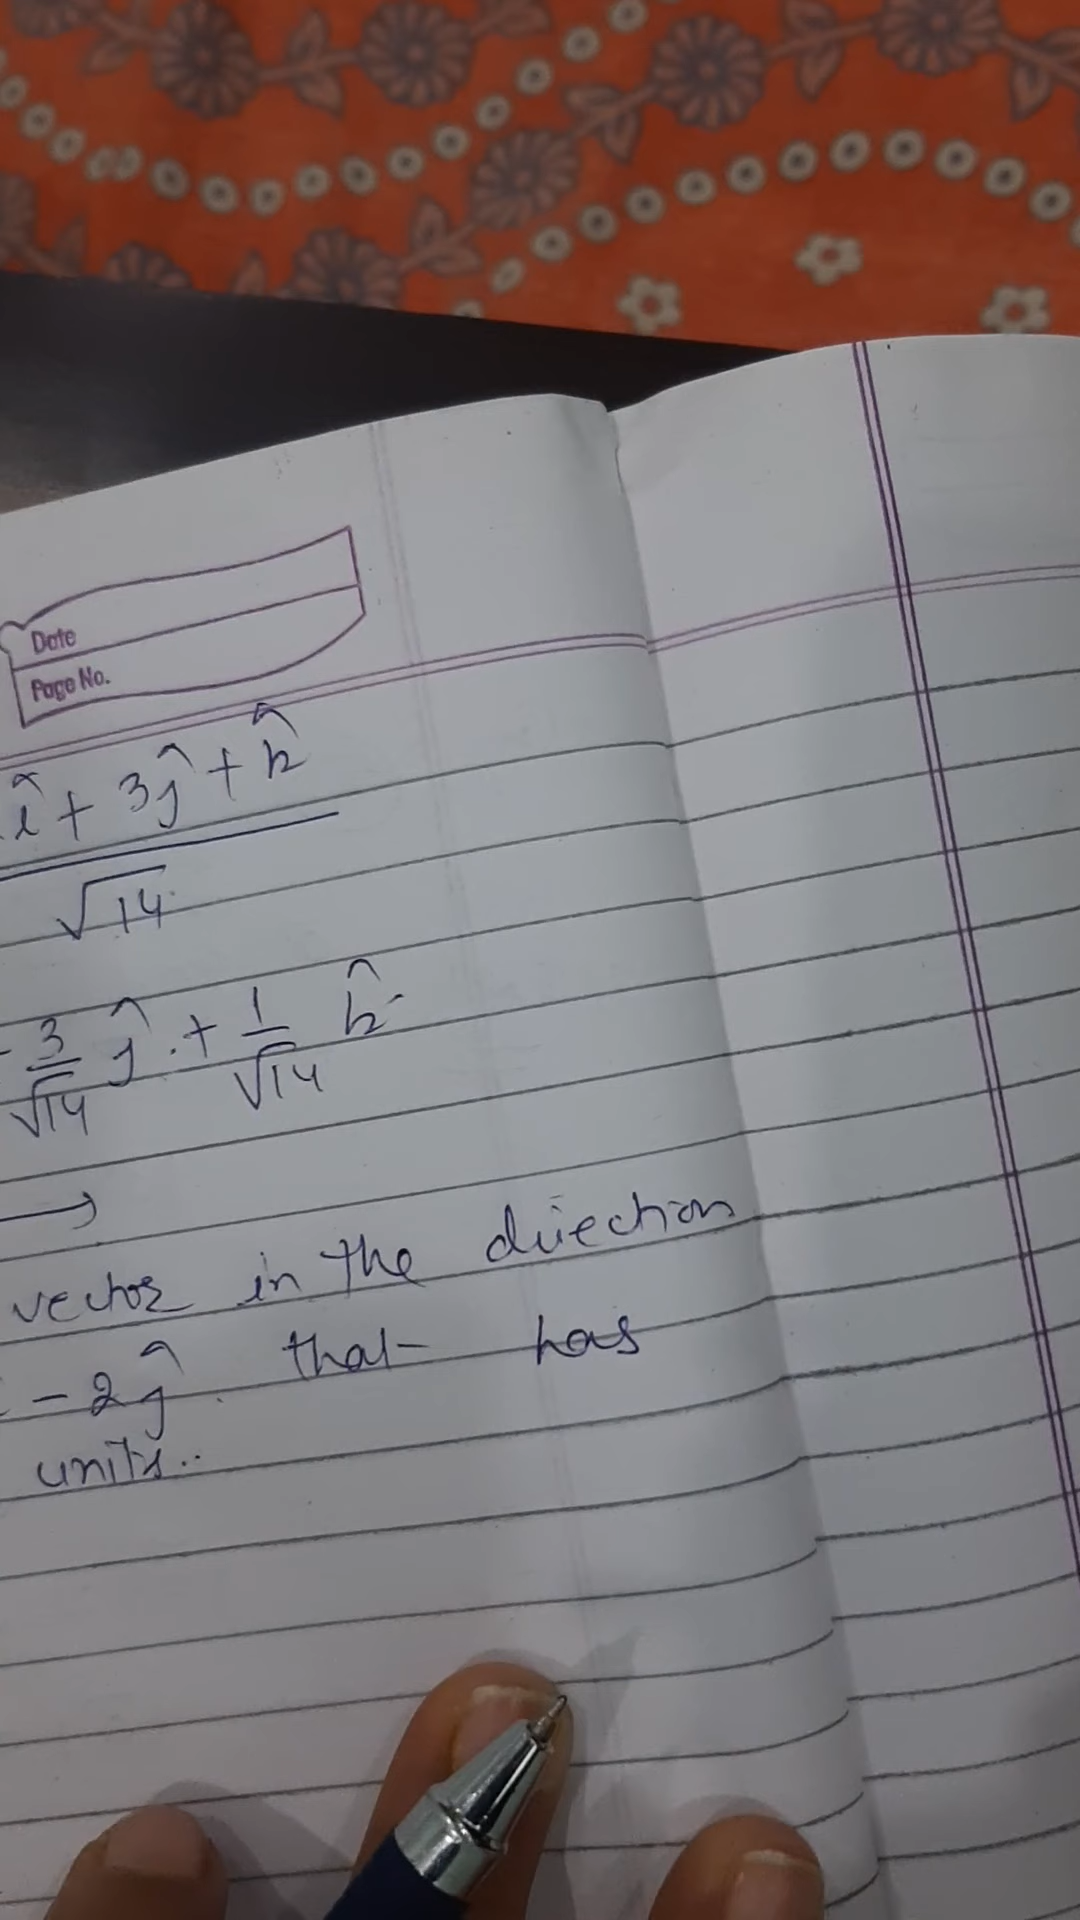 Date
Page No.
î + 3ĵ + k̂
√14
3/√14 ĵ + 1/√14 k̂
→
vector in the direction
- 2ĵ that has
units..